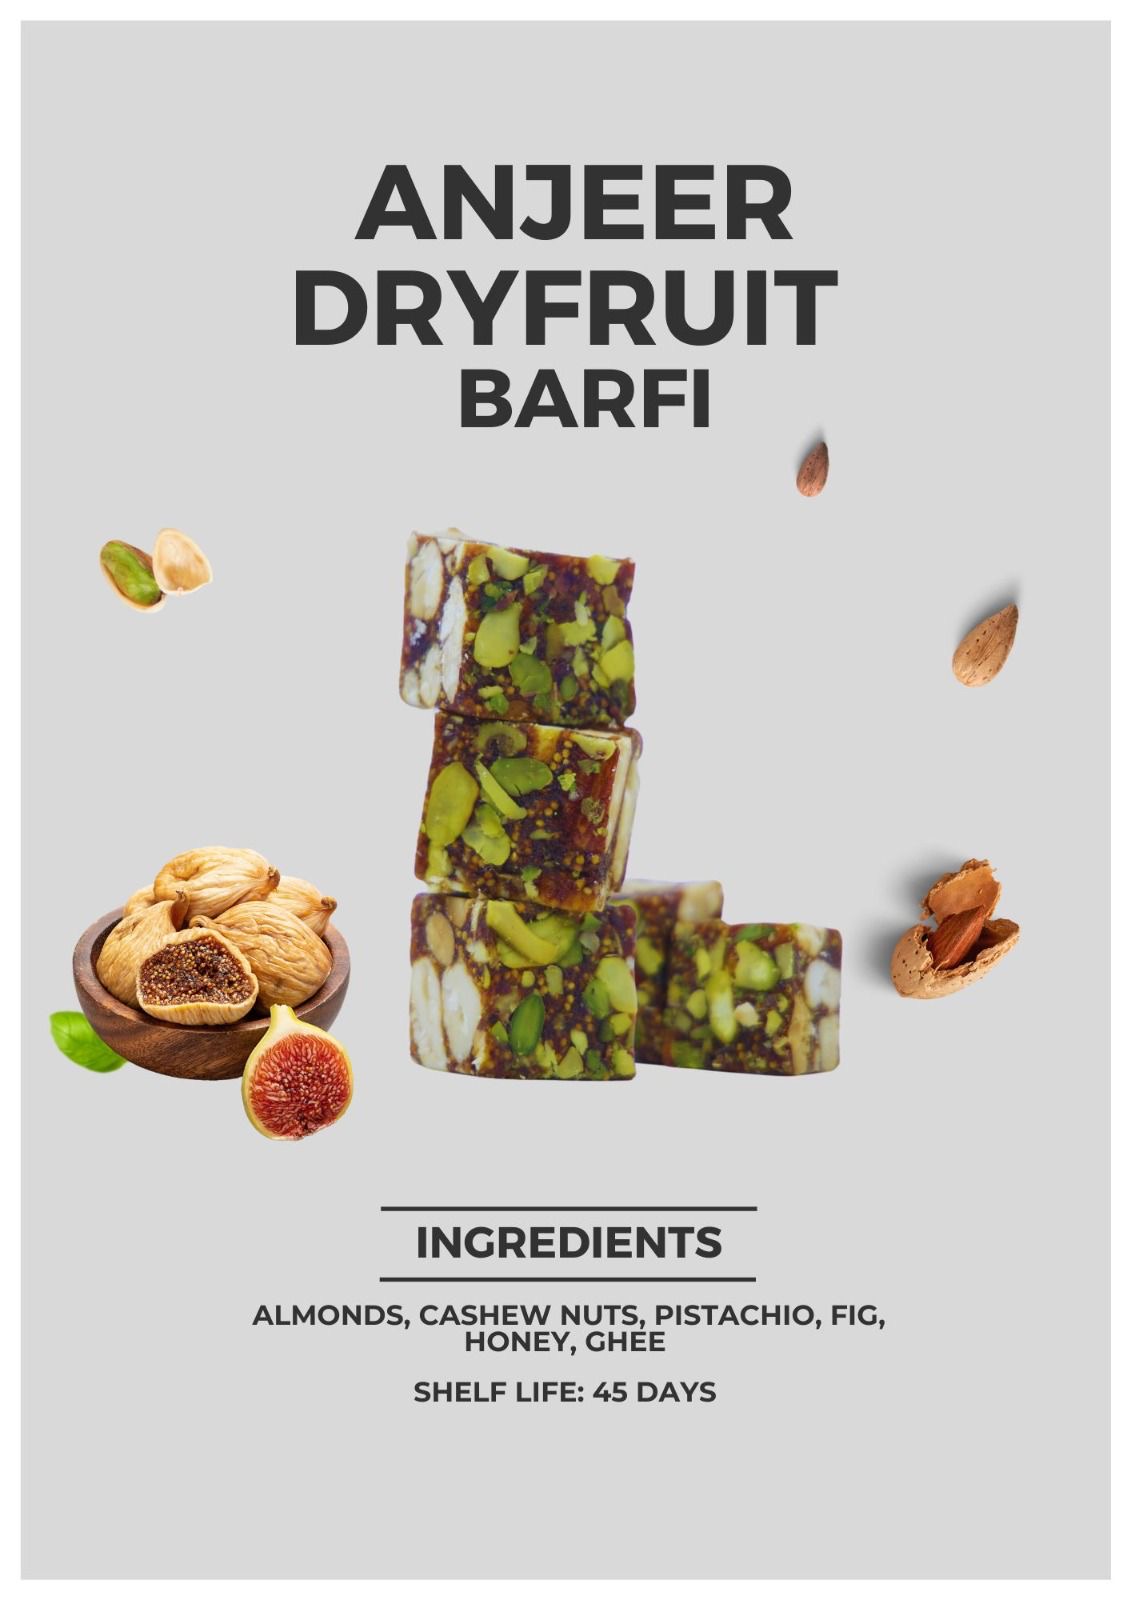 ANJEER
DRYFRUIT
BARFI
INGREDIENTS
ALMONDS, CASHEW NUTS, PISTACHIO, FIG,
HONEY, GHEE
SHELF LIFE: 45 DAYS